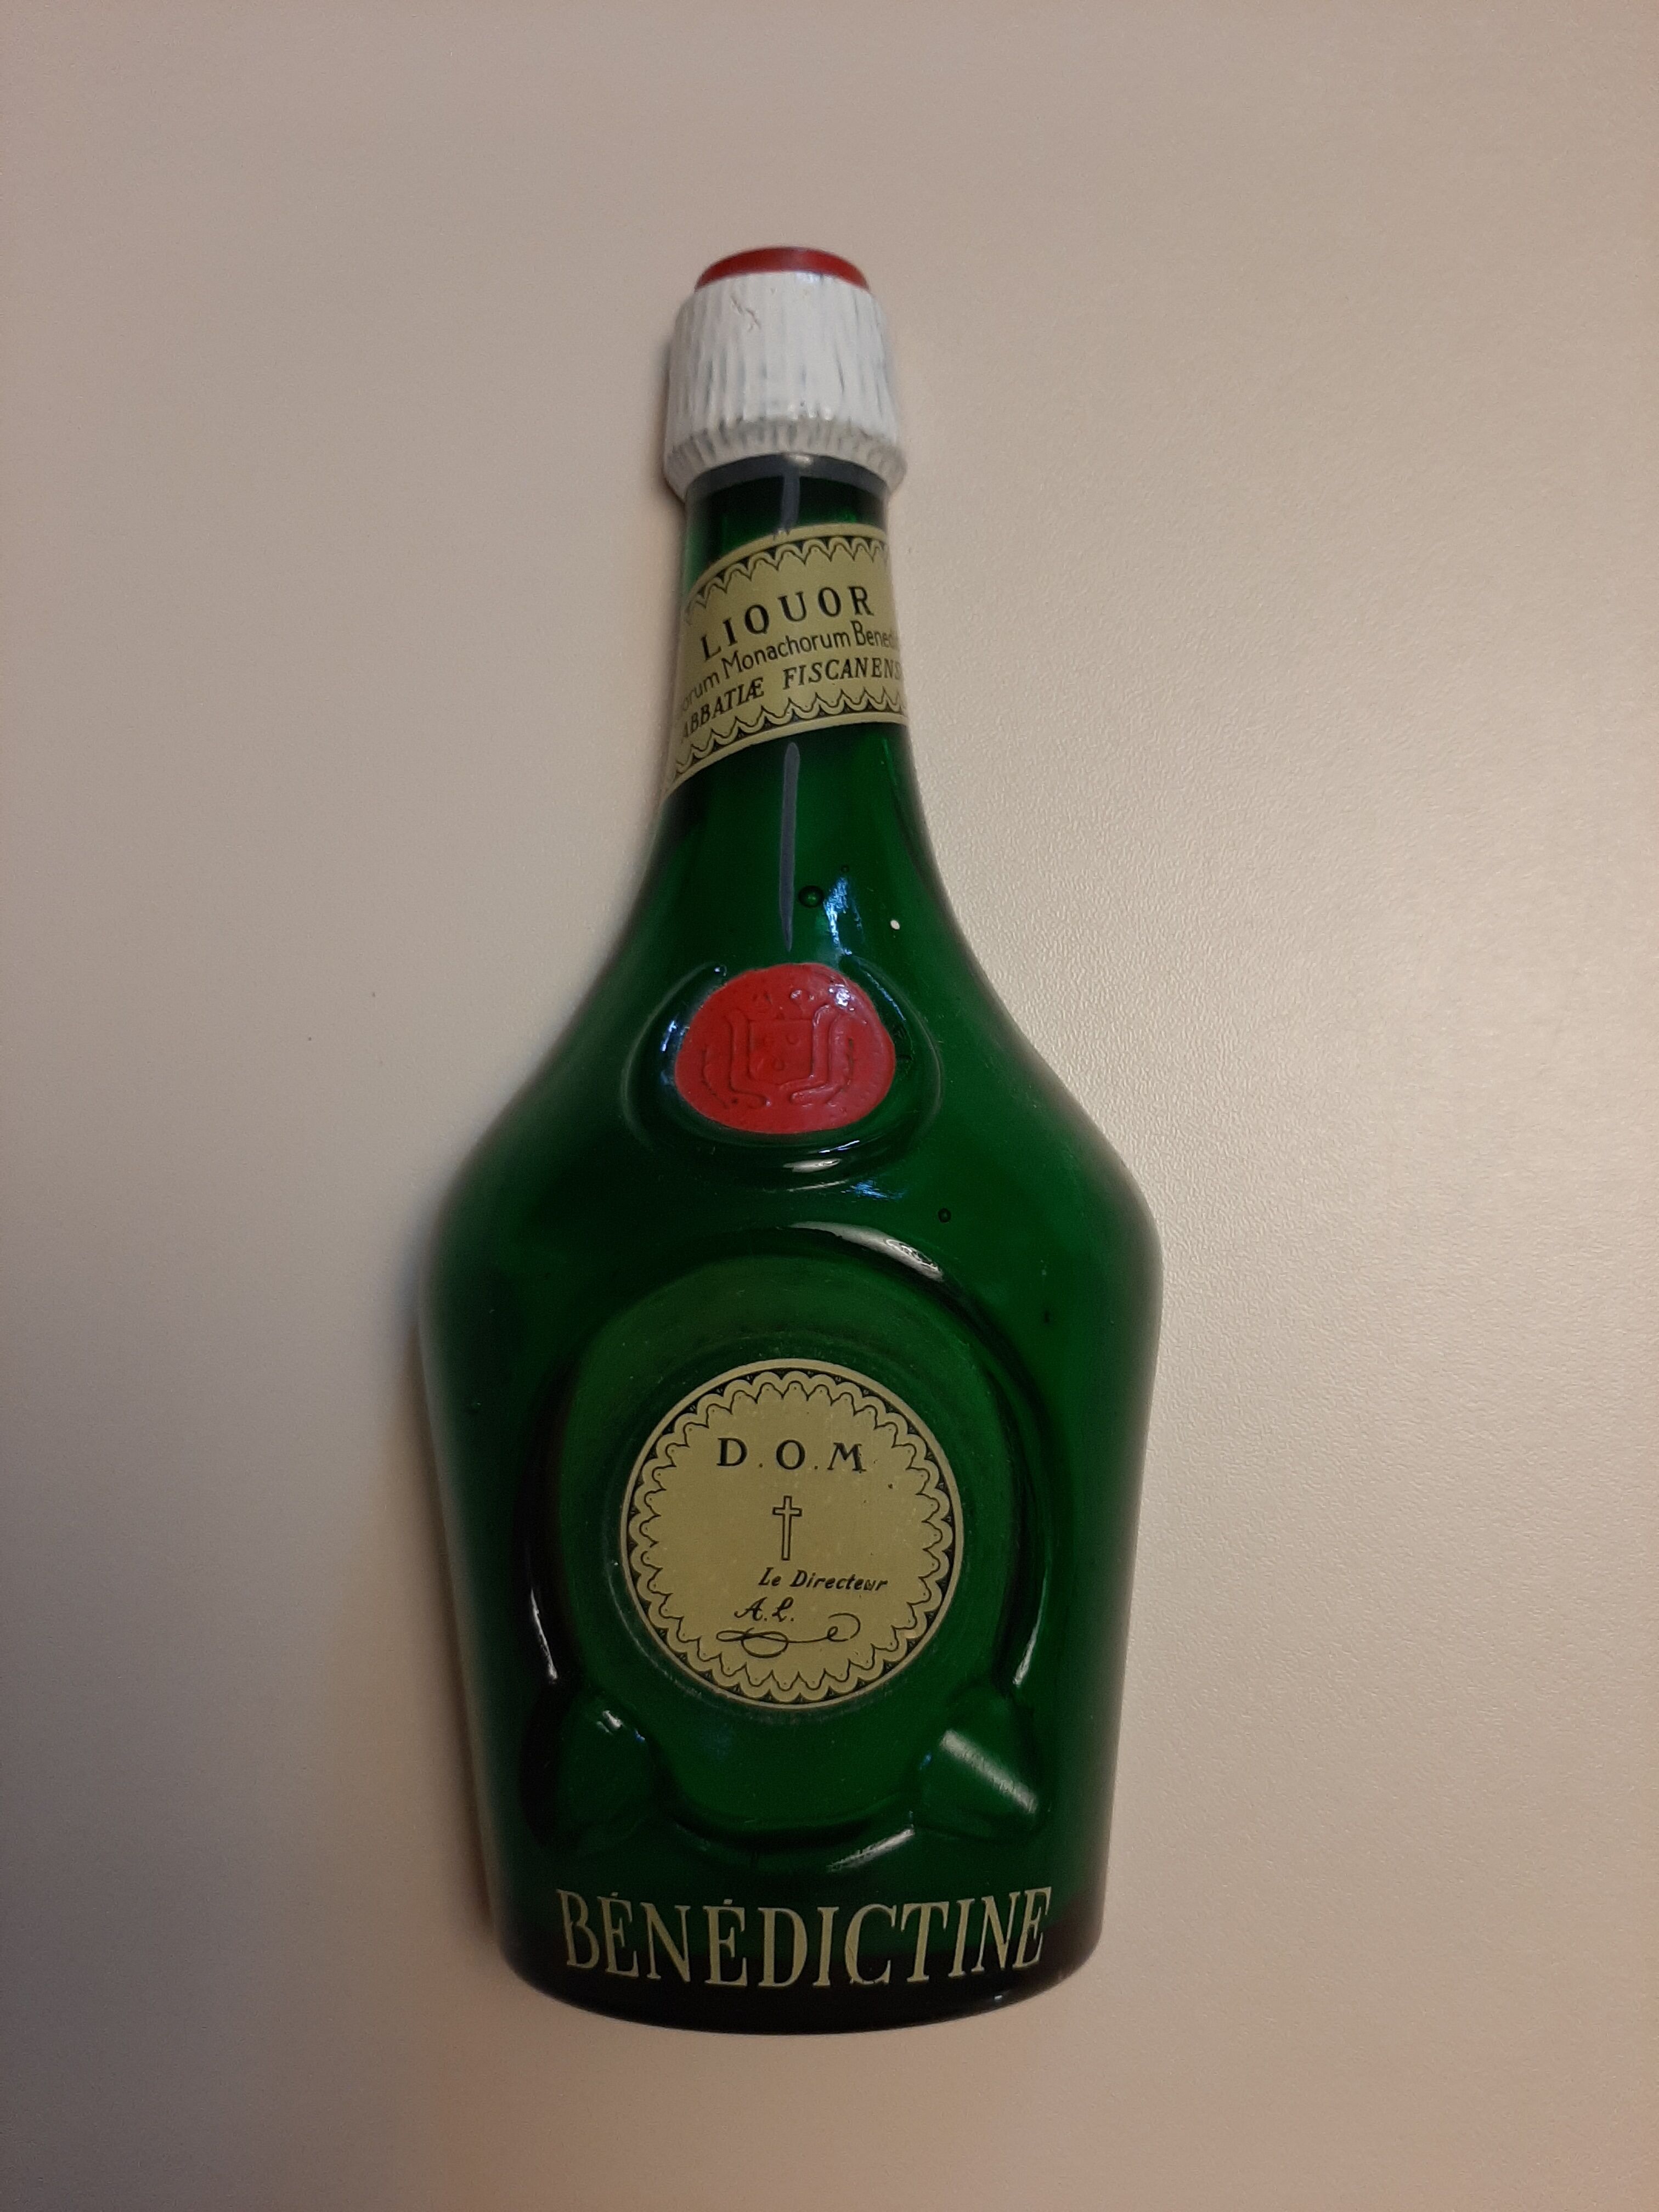 LIQUOR
Monachorum
ABBATIÆ
D.O.M
Le Directeur
A.L.
BÉNÉDICTINE